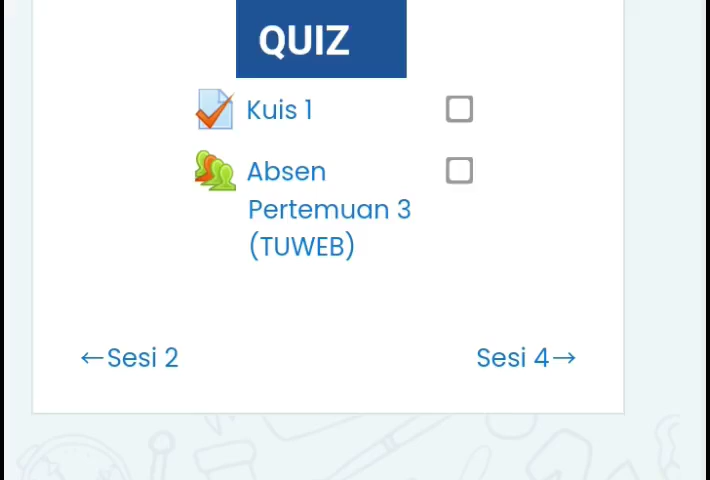 QUIZ
Kuis 1
Absen
Pertemuan 3
(TUWEB)
←Sesi 2
Sesi 4→